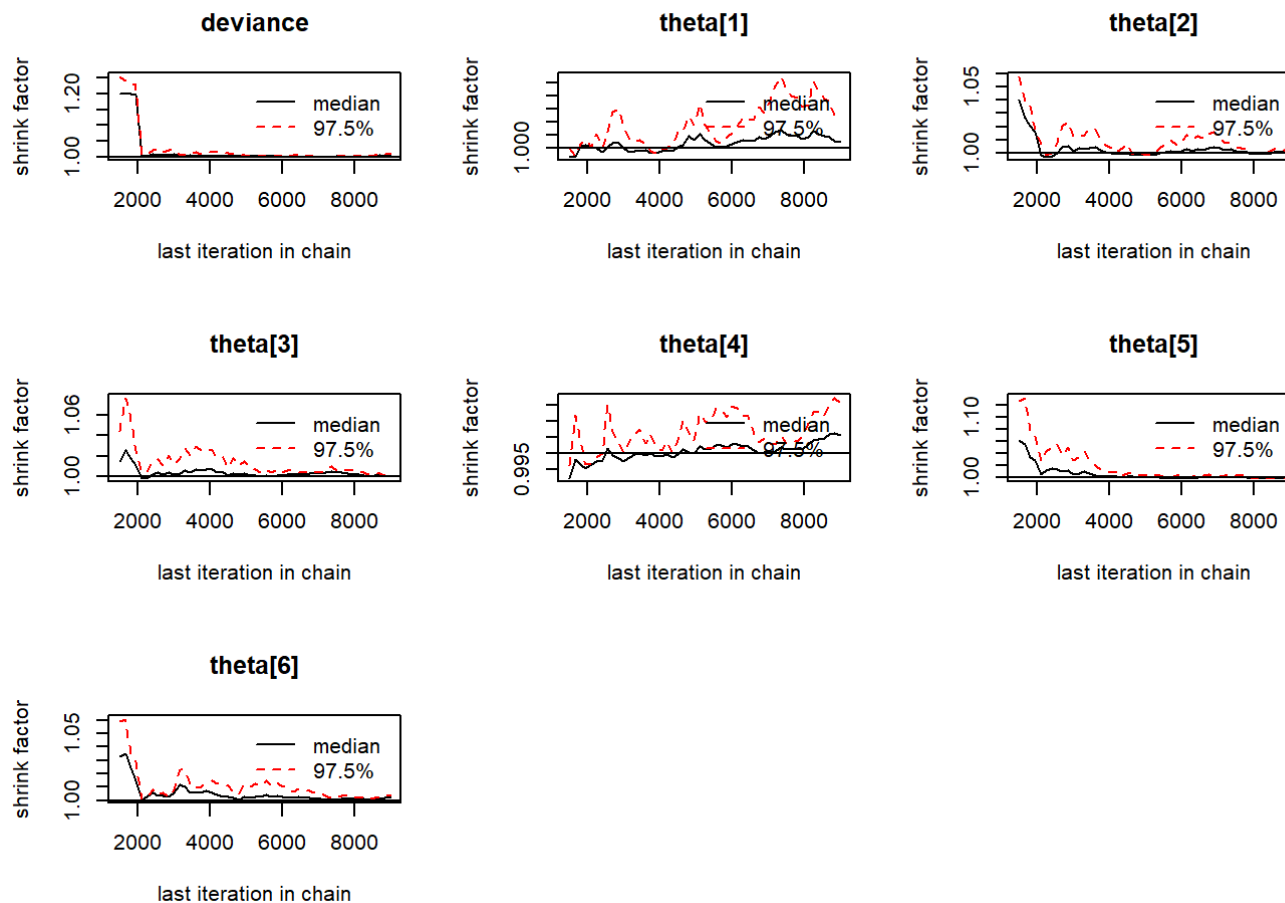 deviance
shrink factor
1.00 1.20
median
97.5%
2000 4000 6000 8000
last iteration in chain
theta[1]
shrink factor
1.000
median
97.5%
2000 4000 6000 8000
last iteration in chain
theta[2]
shrink factor
1.00 1.05
median
97.5%
2000 4000 6000 8000
last iteration in chain
theta[3]
shrink factor
1.00 1.06
median
97.5%
2000 4000 6000 8000
last iteration in chain
theta[4]
shrink factor
0.995
median
97.5%
2000 4000 6000 8000
last iteration in chain
theta[5]
shrink factor
1.00 1.10
median
97.5%
2000 4000 6000 8000
last iteration in chain
theta[6]
shrink factor
1.00 1.05
median
97.5%
2000 4000 6000 8000
last iteration in chain